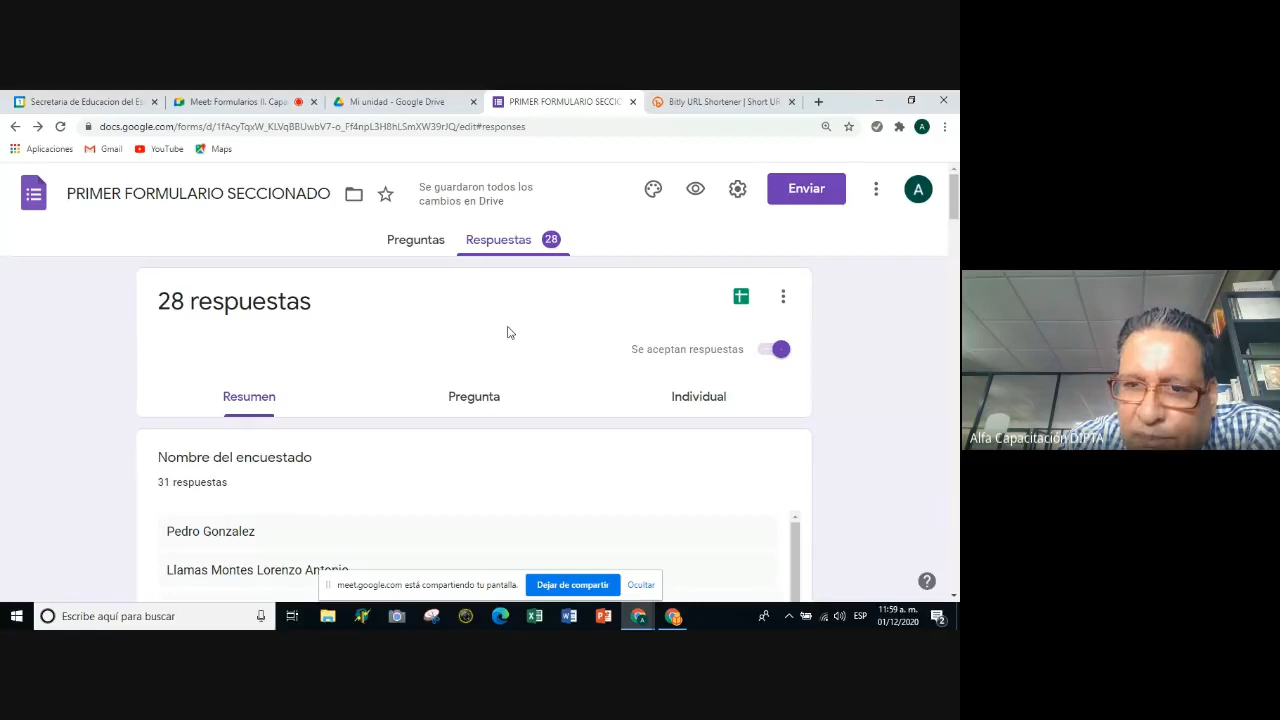 Secretaria de Educacion del Es
Meet: Formularios II. Capa
Mi unidad - Google Drive
PRIMER FORMULARIO SECCIO
Bitly URL Shortener | Short UR
docs.google.com/forms/d/1fAcyTqxW_KLVqBBUwbV7-o_Ff4npL3H8hLSmXW39rJQ/edit#responses
A
Aplicaciones
Gmail
YouTube
Maps
PRIMER FORMULARIO SECCIONADO
Se guardaron todos los
cambios en Drive
Enviar
A
Preguntas
Respuestas 28
28 respuestas
Se aceptan respuestas
Resumen
Pregunta
Individual
Nombre del encuestado
31 respuestas
Pedro Gonzalez
Llamas Montes Lorenzo Antonio
meet.google.com está compartiendo tu pantalla.
Dejar de compartir
Ocultar
Alfa Capacitación DIPTA
Escribe aquí para buscar
ESP
11:59 a. m.
01/12/2020
2